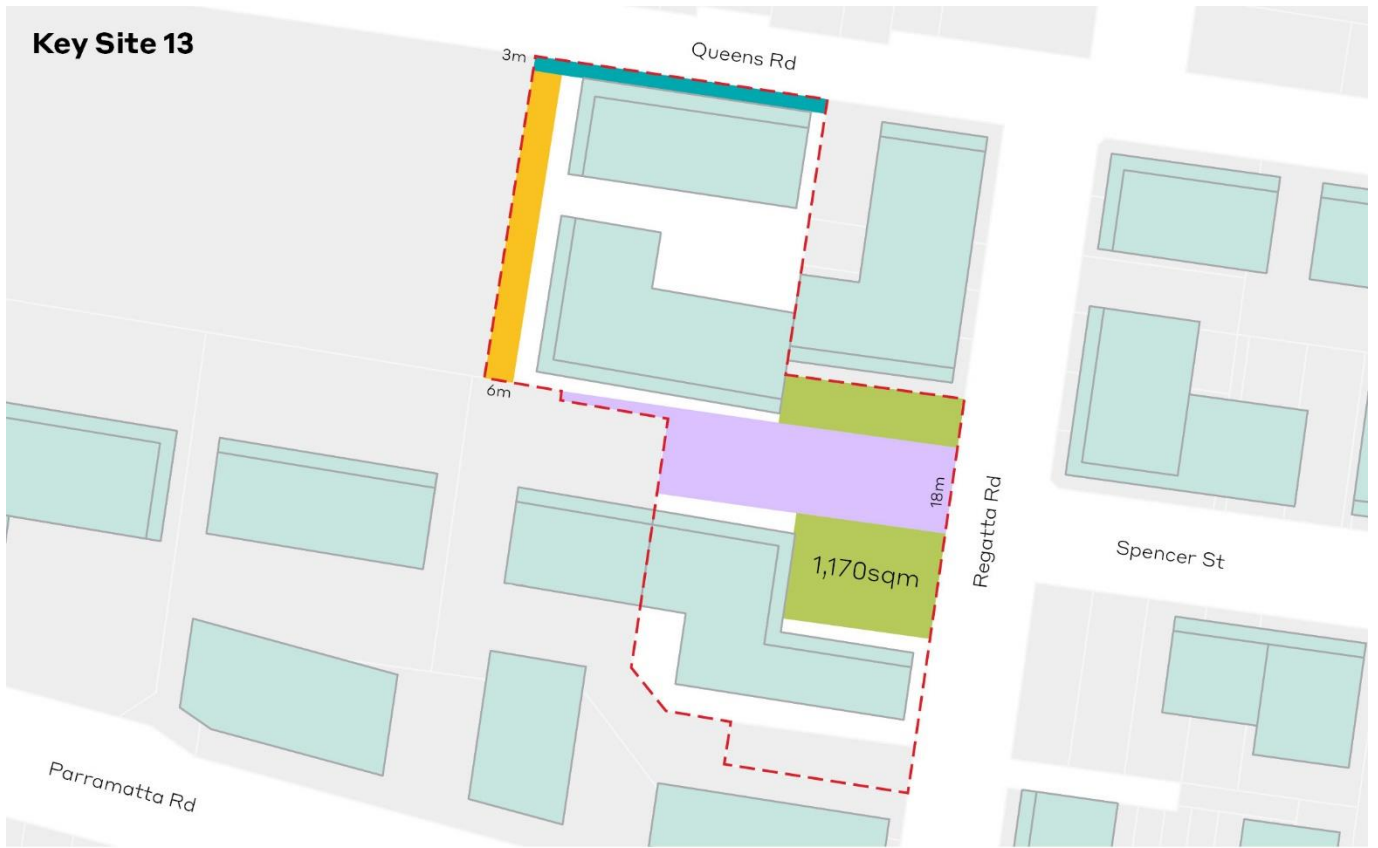 Key Site 13
3m
Queens Rd
6m
18m
Regatta Rd
Spencer St
1,170sqm
Parramatta Rd